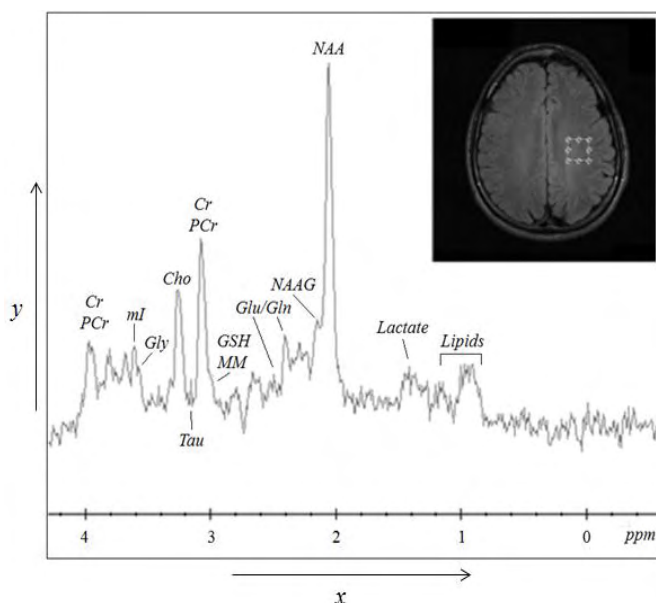 NAA
Cr
PCr
Cho
NAAG
Glu/Gln
Cr
PCr
mI
Gly
GSH
MM
Tau
Lactate
Lipids
y
4 3 2 1 0 ppm
x